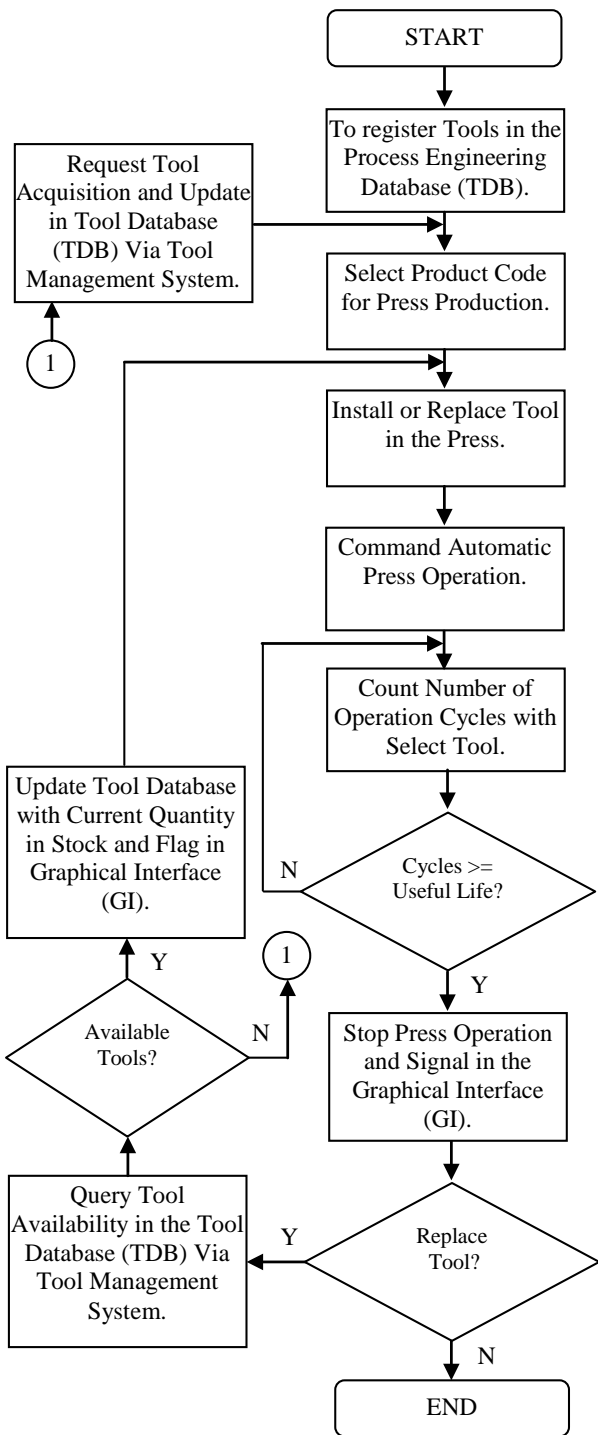 START
To register Tools in the
Process Engineering
Database (TDB).
Request Tool
Acquisition and Update
in Tool Database
(TDB) Via Tool
Management System.
1
Select Product Code
for Press Production.
Install or Replace Tool
in the Press.
Command Automatic
Press Operation.
Count Number of
Operation Cycles with
Select Tool.
Cycles >=
Useful Life?
N
Y
Update Tool Database
with Current Quantity
in Stock and Flag in
Graphical Interface
(GI).
Y
1
N
Available
Tools?
Stop Press Operation
and Signal in the
Graphical Interface
(GI).
Query Tool
Availability in the Tool
Database (TDB) Via
Tool Management
System.
Y
Replace
Tool?
N
END